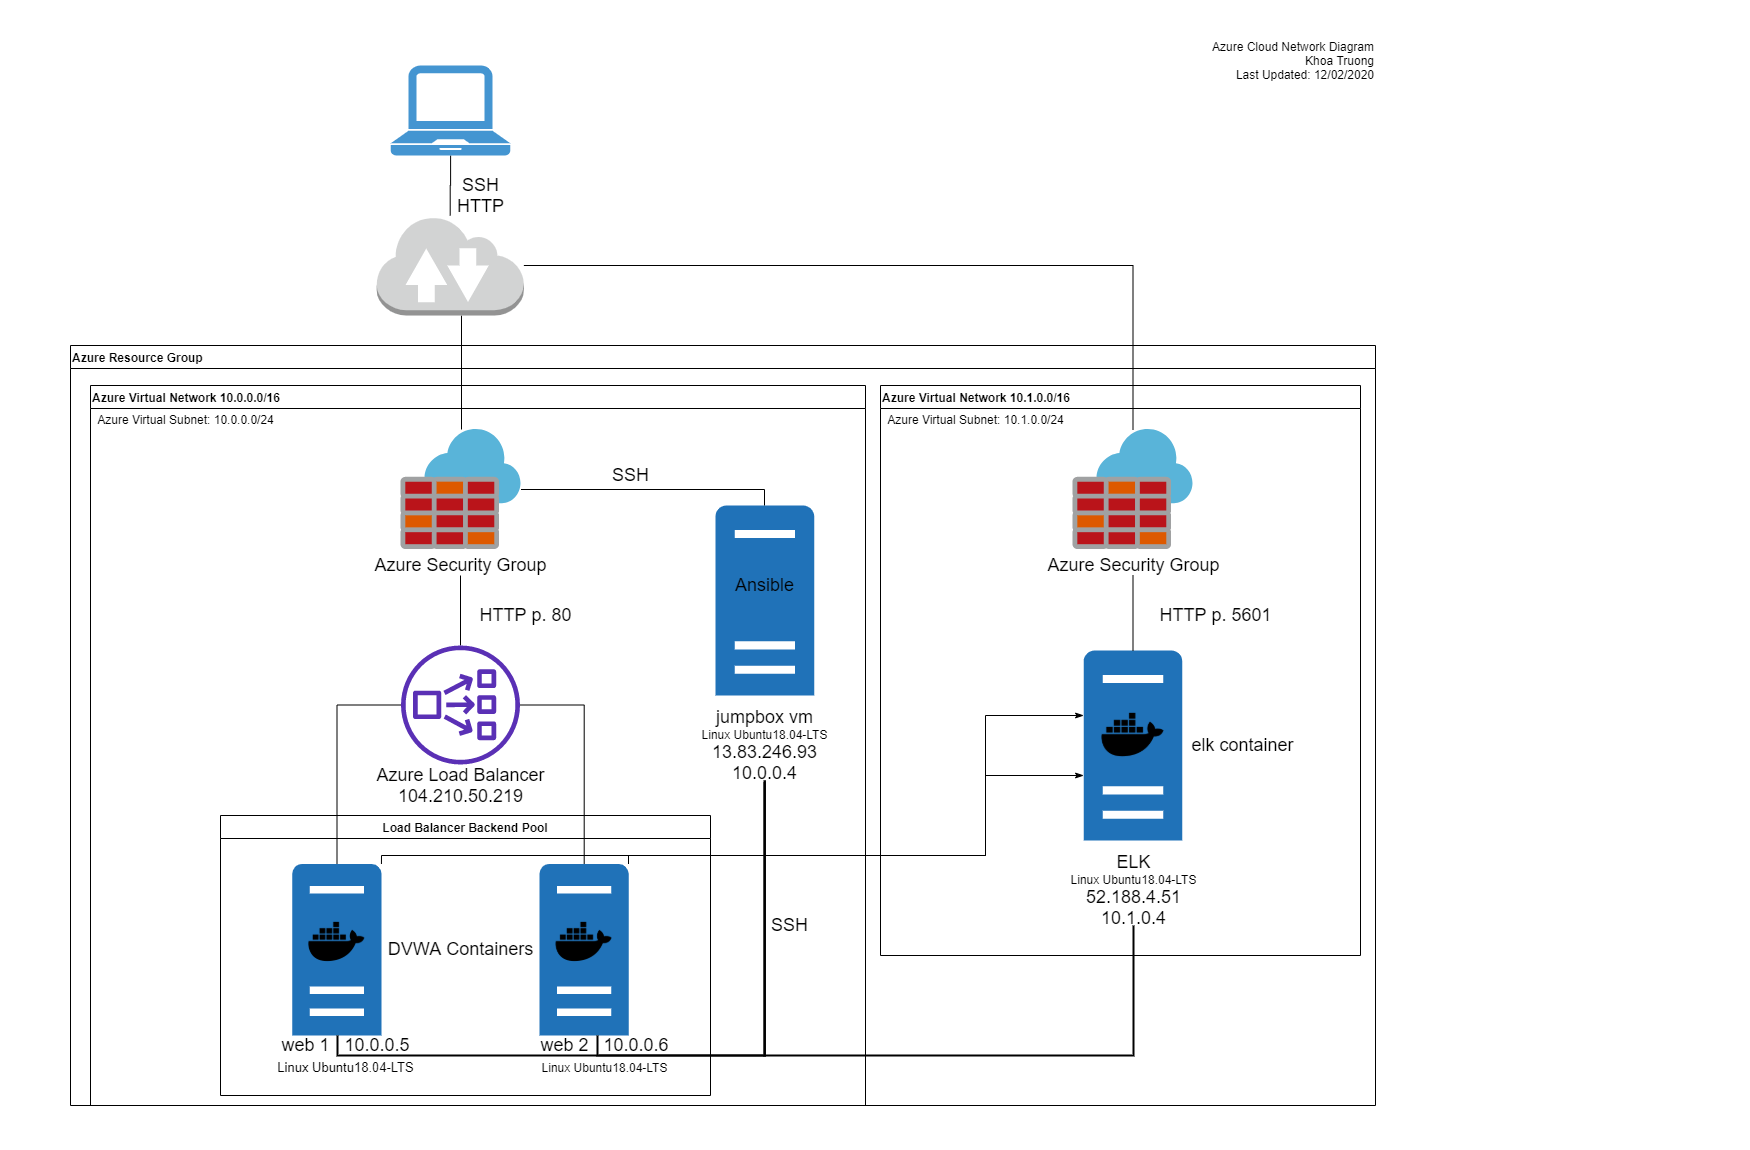 Azure Cloud Network Diagram
Khoa Truong
Last Updated: 12/02/2020
SSH
HTTP
Azure Resource Group
Azure Virtual Network 10.0.0.0/16
Azure Virtual Subnet: 10.0.0.0/24
Azure Virtual Network 10.1.0.0/16
Azure Virtual Subnet: 10.1.0.0/24
SSH
Azure Security Group
HTTP p. 80
Ansible
Azure Security Group
HTTP p. 5601
jumpbox vm
Linux Ubuntu18.04-LTS
13.83.246.93
10.0.0.4
elk container
Azure Load Balancer
104.210.50.219
Load Balancer Backend Pool
ELK
Linux Ubuntu18.04-LTS
52.188.4.51
10.1.0.4
SSH
DVWA Containers
web 1 10.0.0.5
Linux Ubuntu18.04-LTS
web 2 10.0.0.6
Linux Ubuntu18.04-LTS